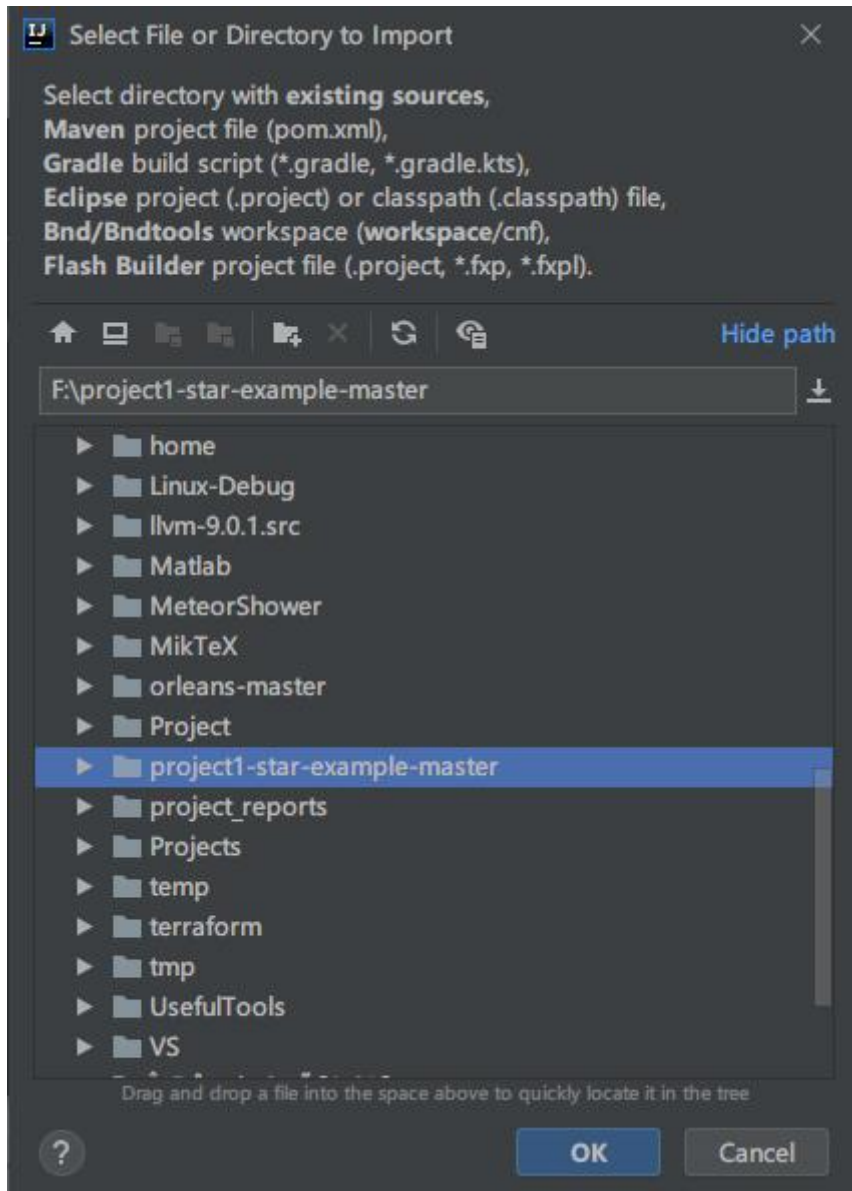 Select File or Directory to Import
Select directory with existing sources,
Maven project file (pom.xml),
Gradle build script (*.gradle, *.gradle.kts),
Eclipse project (.project) or classpath (.classpath) file,
Bnd/Bndtools workspace (workspace/cnf),
Flash Builder project file (.project, *.fxp, *.fxpl).
Hide path
F:\project1-star-example-master
home
Linux-Debug
llvm-9.0.1.src
Matlab
MeteorShower
MikTeX
orleans-master
Project
project1-star-example-master
project_reports
Projects
temp
terraform
tmp
UsefulTools
VS
Drag and drop a file into the space above to quickly locate it in the tree
?
OK
Cancel